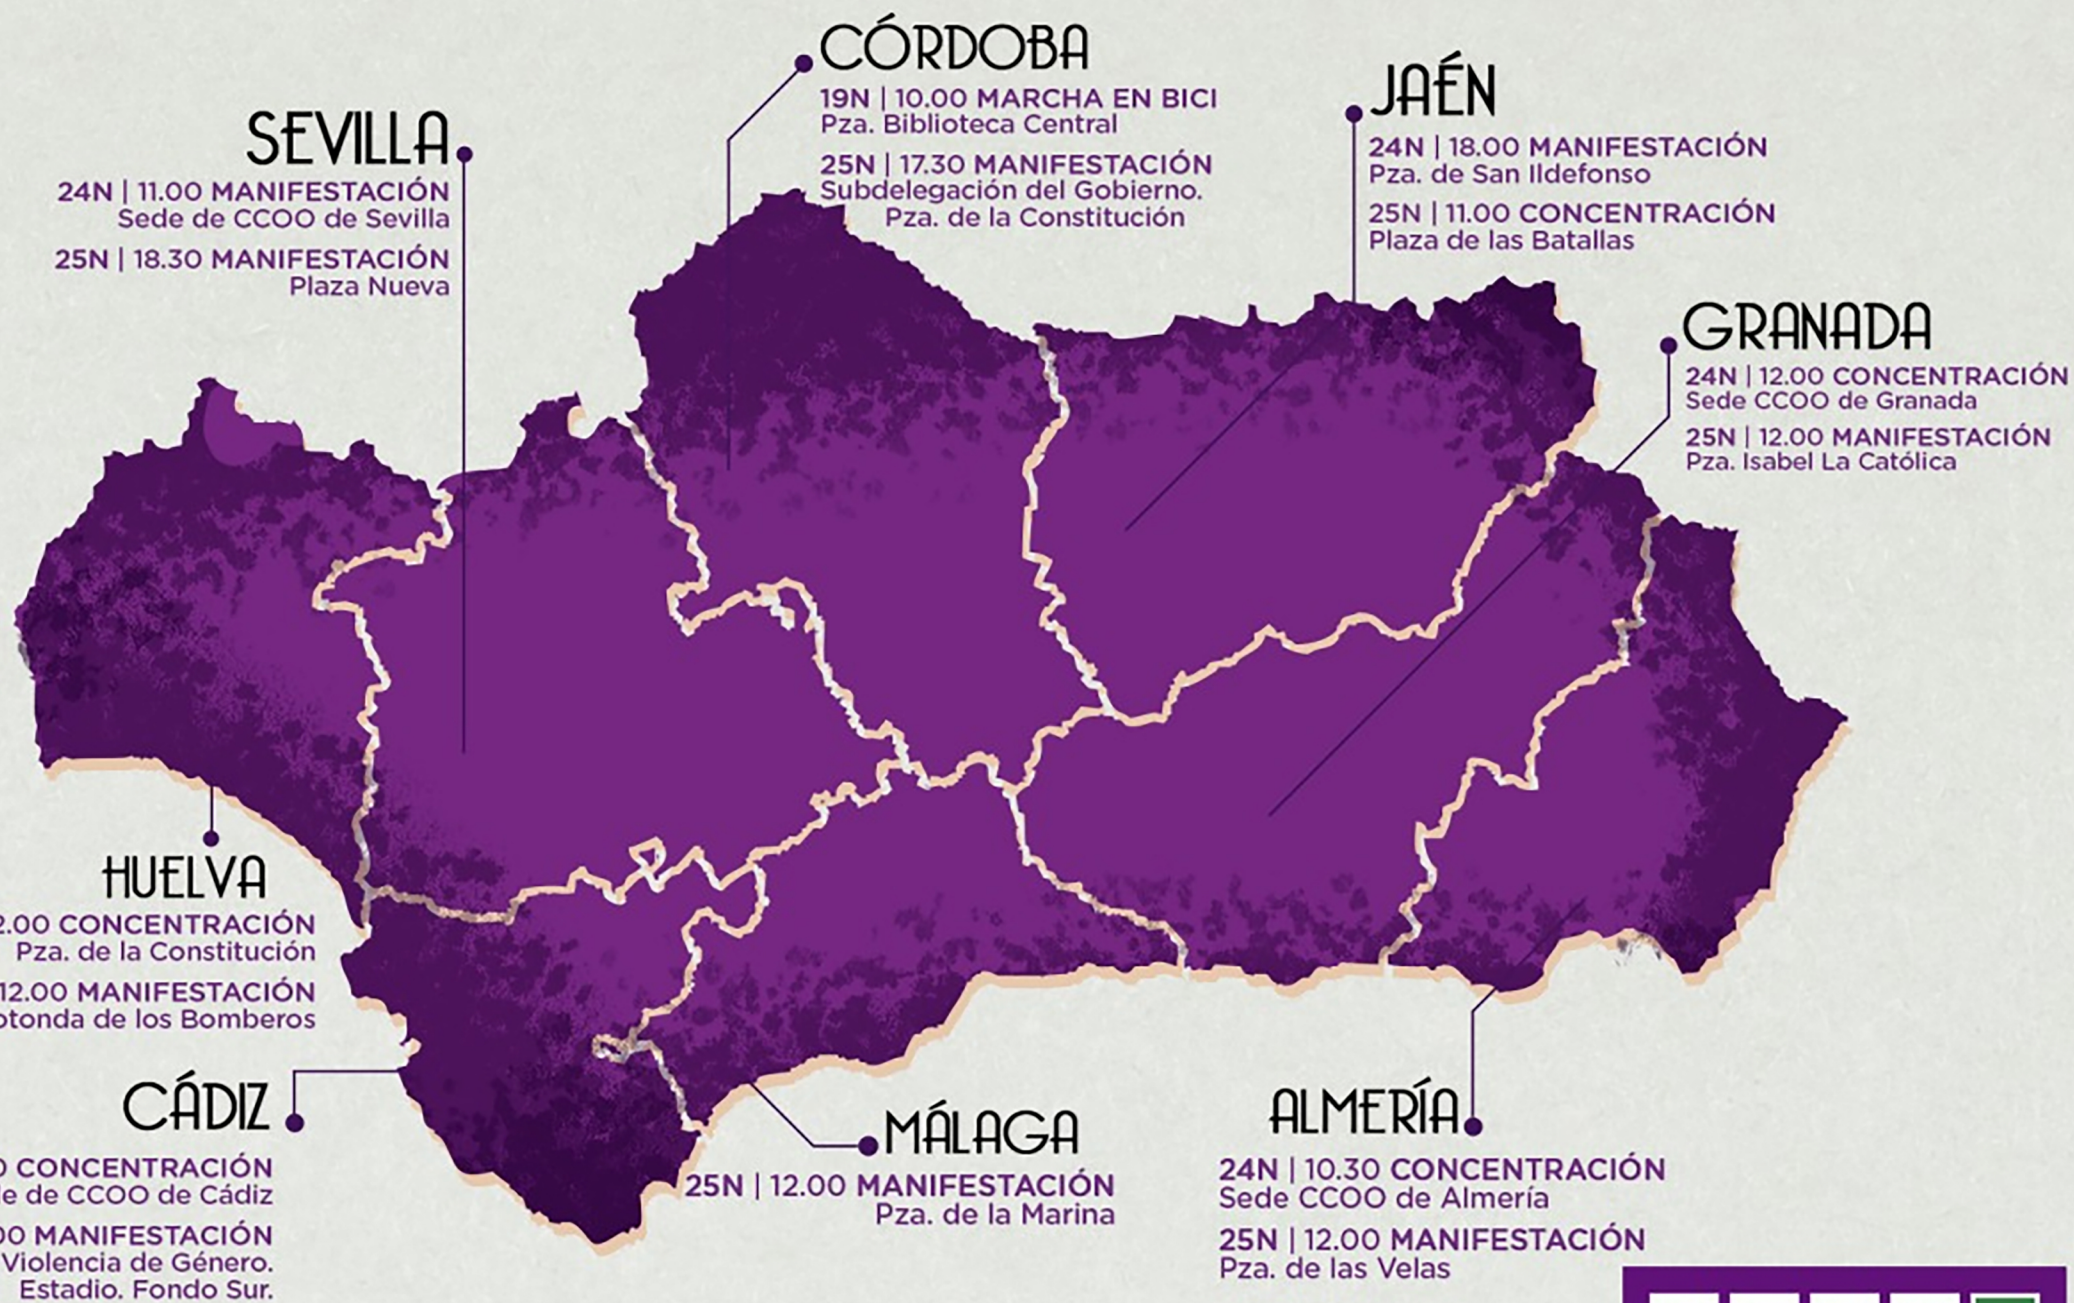 CÓRDOBA
19N | 10.00 MARCHA EN BICI
Pza. Biblioteca Central
25N | 17.30 MANIFESTACIÓN
Subdelegación del Gobierno.
Pza. de la Constitución
JAÉN
24N | 18.00 MANIFESTACIÓN
Pza. de San Ildefonso
25N | 11.00 CONCENTRACIÓN
Plaza de las Batallas
SEVILLA
24N | 11.00 MANIFESTACIÓN
Sede de CCOO de Sevilla
25N | 18.30 MANIFESTACIÓN
Plaza Nueva
GRANADA
24N | 12.00 CONCENTRACIÓN
Sede CCOO de Granada
25N | 12.00 MANIFESTACIÓN
Pza. Isabel La Católica
HUELVA
2.00 CONCENTRACIÓN
Pza. de la Constitución
12.00 MANIFESTACIÓN
otonda de los Bomberos
CÁDIZ
0 CONCENTRACIÓN
de CCOO de Cádiz
00 MANIFESTACIÓN
Violencia de Género.
Estadio. Fondo Sur.
MÁLAGA
25N | 12.00 MANIFESTACIÓN
Pza. de la Marina
ALMERÍA
24N | 10.30 CONCENTRACIÓN
Sede CCOO de Almería
25N | 12.00 MANIFESTACIÓN
Pza. de las Velas